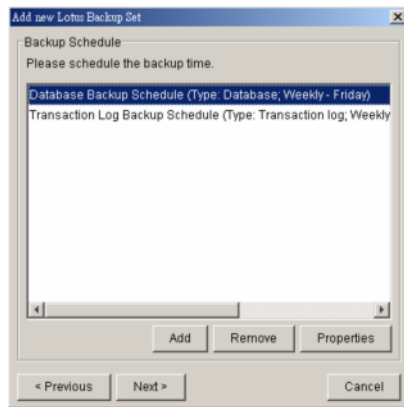 Add new Lotus Backup Set
Backup Schedule
Please schedule the backup time.
Database Backup Schedule (Type: Database; Weekly - Friday)
Transaction Log Backup Schedule (Type: Transaction log; Weekly
Add Remove Properties
< Previous Next > Cancel